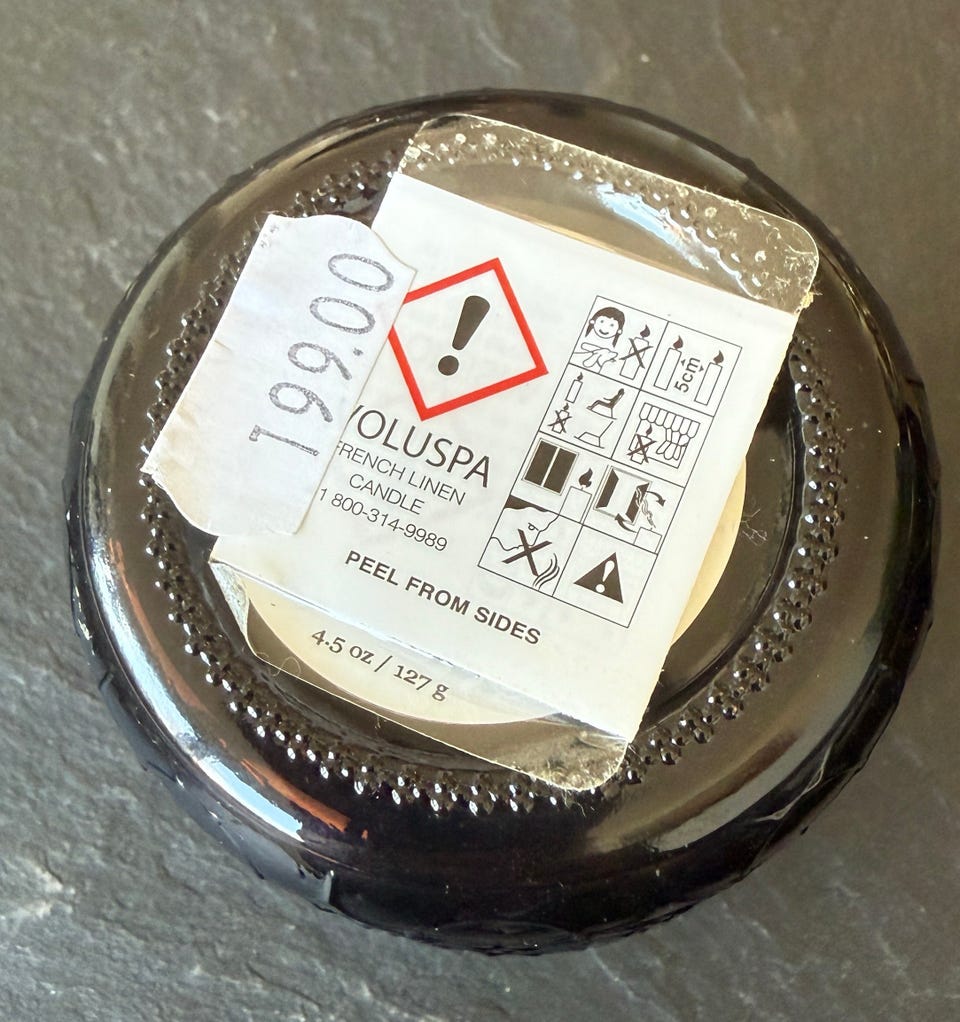 199.00
VOLUSPA
FRENCH LINEN
CANDLE
1 800-314-9989
PEEL FROM SIDES
4.5 oz / 127 g
5cm